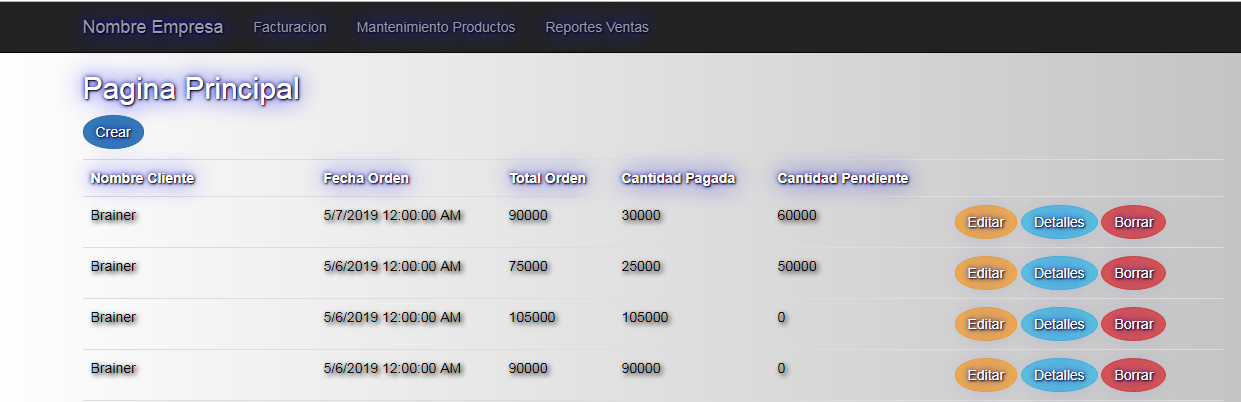 Nombre Empresa Facturacion Mantenimiento Productos Reportes Ventas
Pagina Principal
Crear
Nombre Cliente Fecha Orden Total Orden Cantidad Pagada Cantidad Pendiente
Brainer 5/7/2019 12:00:00 AM 90000 30000 60000 Editar Detalles Borrar
Brainer 5/6/2019 12:00:00 AM 75000 25000 50000 Editar Detalles Borrar
Brainer 5/6/2019 12:00:00 AM 105000 105000 0 Editar Detalles Borrar
Brainer 5/6/2019 12:00:00 AM 90000 90000 0 Editar Detalles Borrar